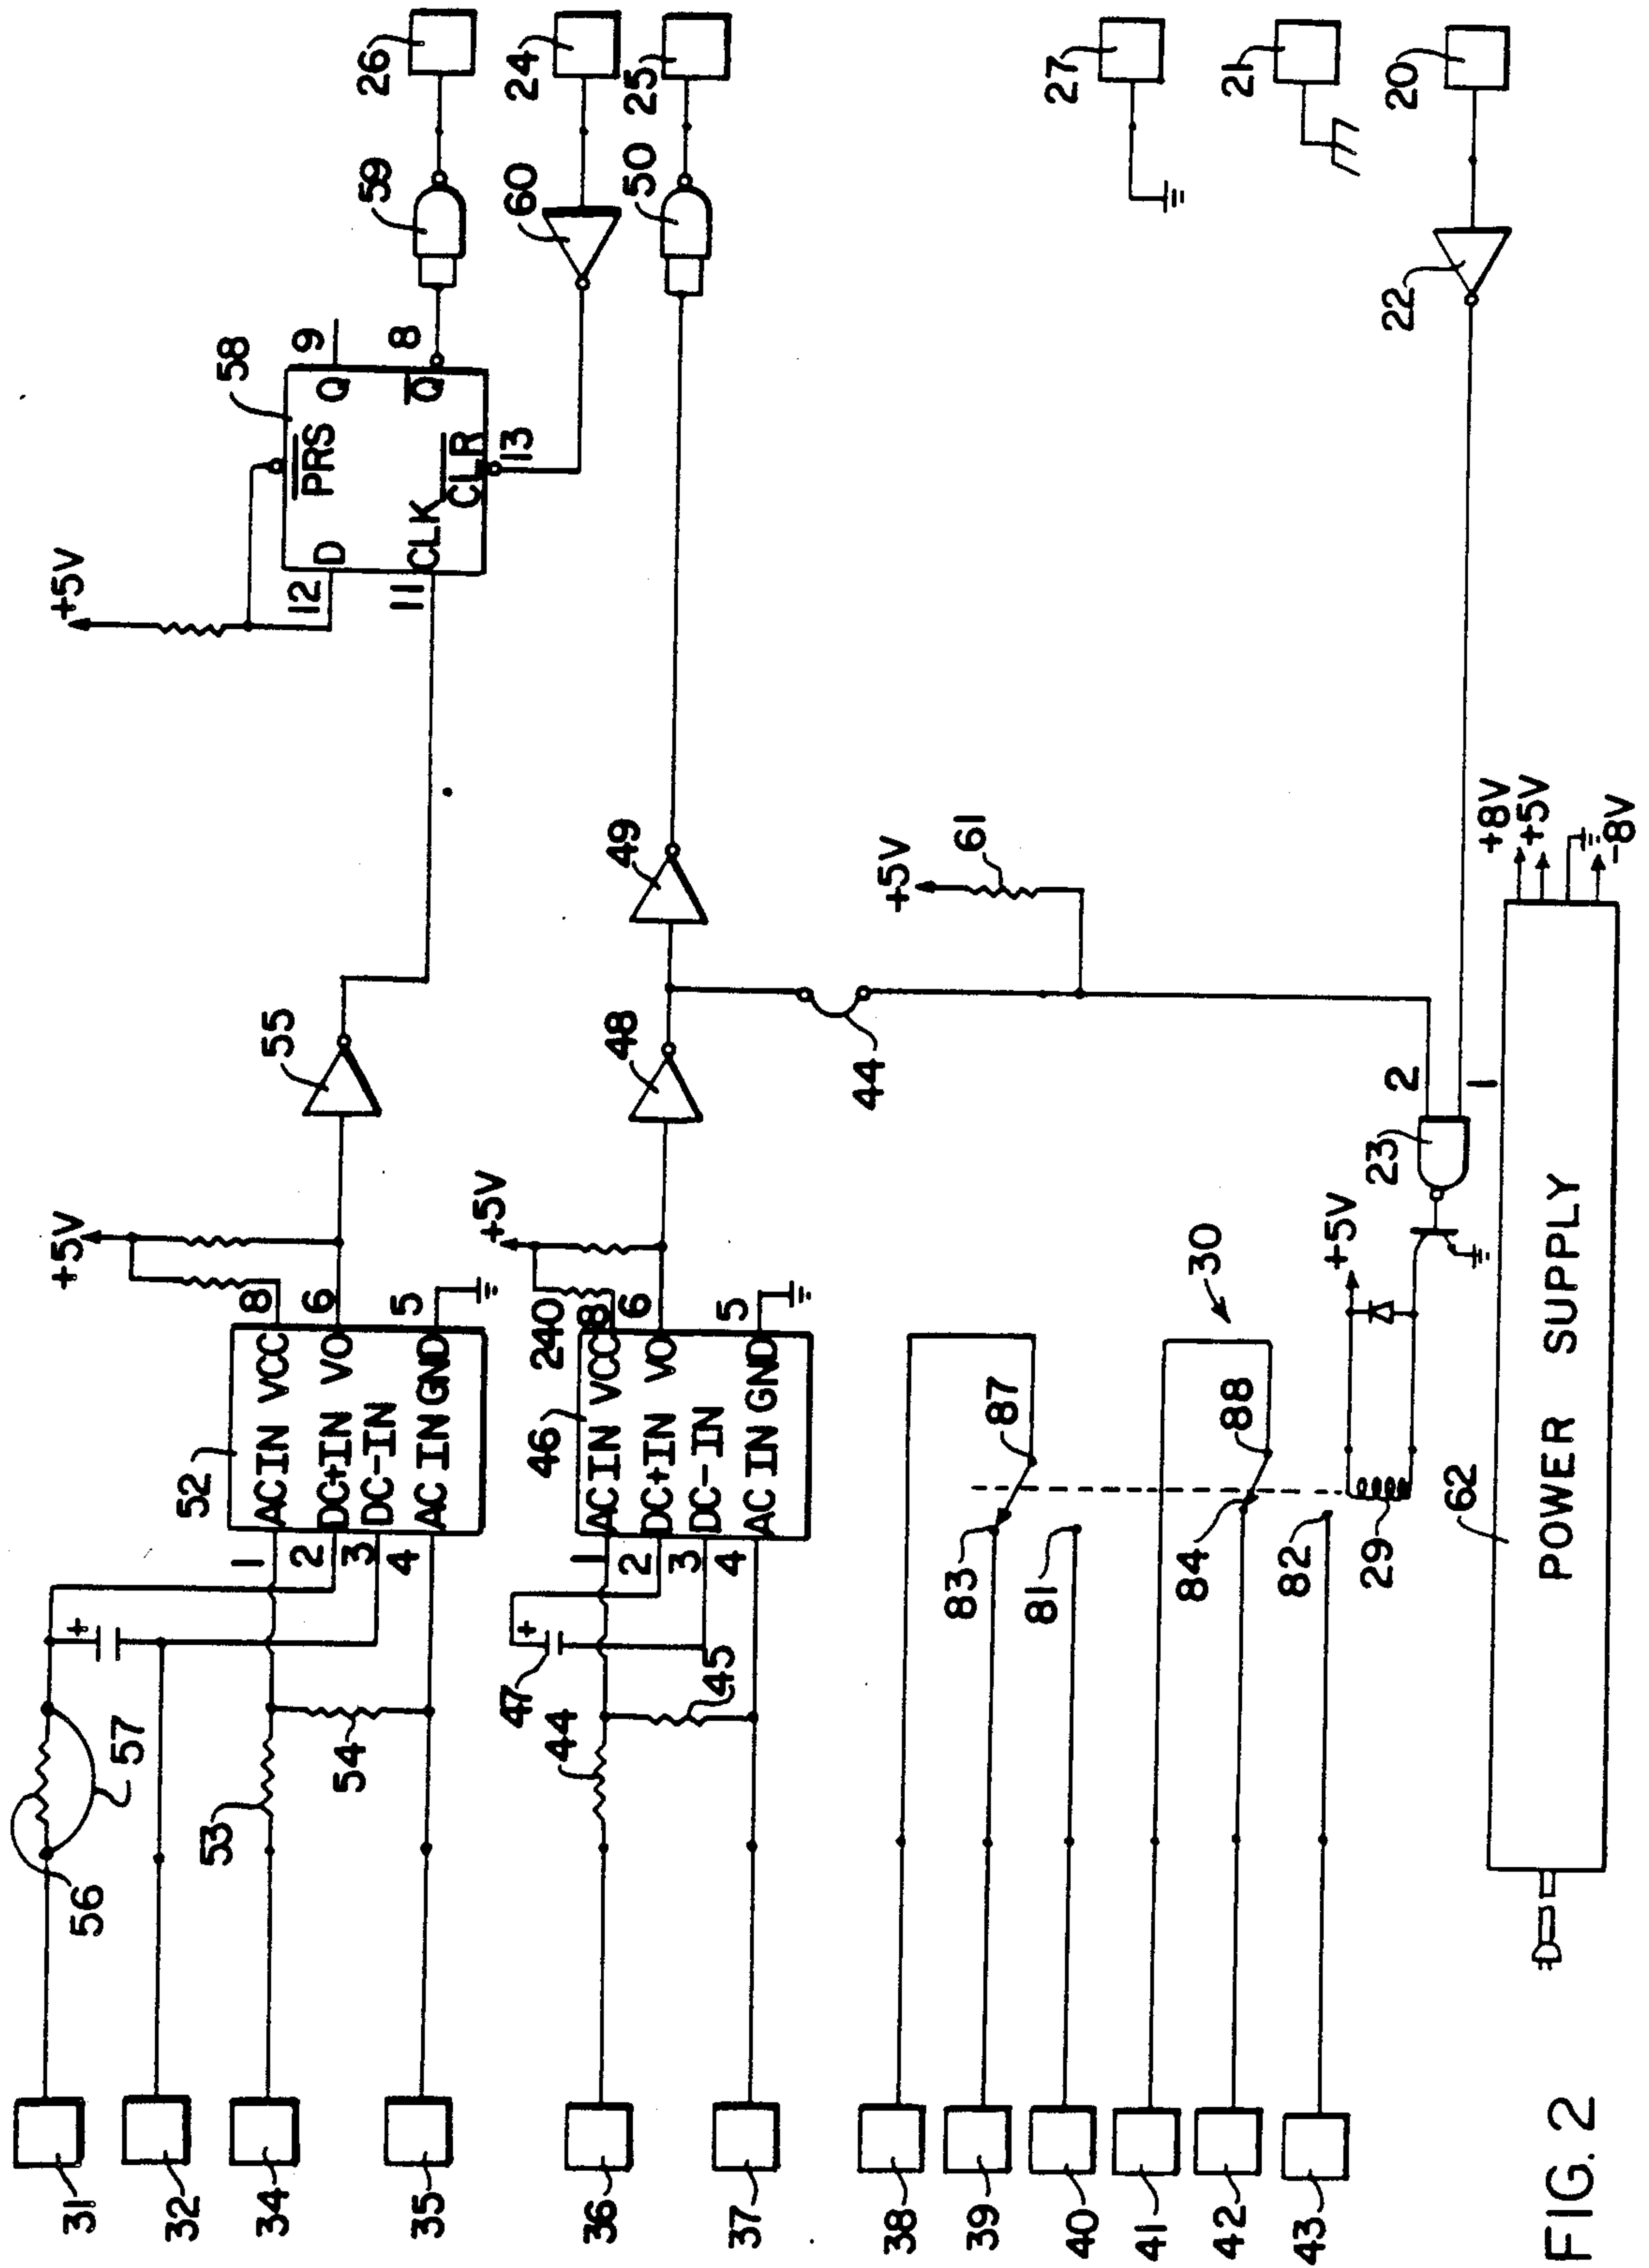 26
24
25
27
21
20
59
60
50
22
58
PRS
9
Q
8
Q
D
CLK
CLR
13
12
11
+5V
55
49
48
44
+5V
61
+8V
+5V
-8V
2
1
23
+5V
+5V
8
6
5
52
AC IN VCC
DC+IN VO
DC-IN
AC IN GND
1
2
3
4
+5V
240
8
6
5
46
AC IN VCC
DC+IN VO
DC-IN
AC IN GND
1
2
3
4
57
56
53
54
47
44
45
30
87
83
81
88
84
82
29
62
POWER SUPPLY
31
32
34
35
36
37
38
39
40
41
42
43
FIG. 2